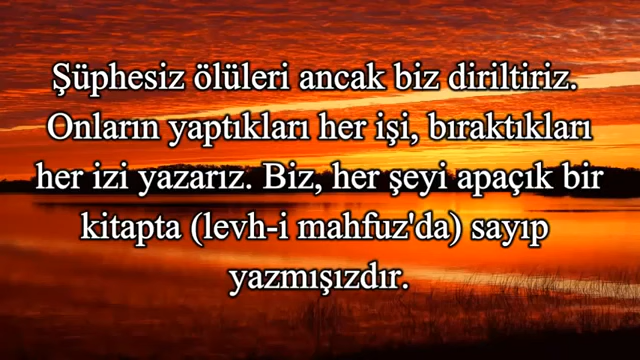 Şüphesiz ölüleri ancak biz diriltiriz.
Onların yaptıkları her işi, bıraktıkları
her izi yazarız. Biz, her şeyi apaçık bir
kitapta (levh-i mahfuz'da) sayıp
yazmışızdır.